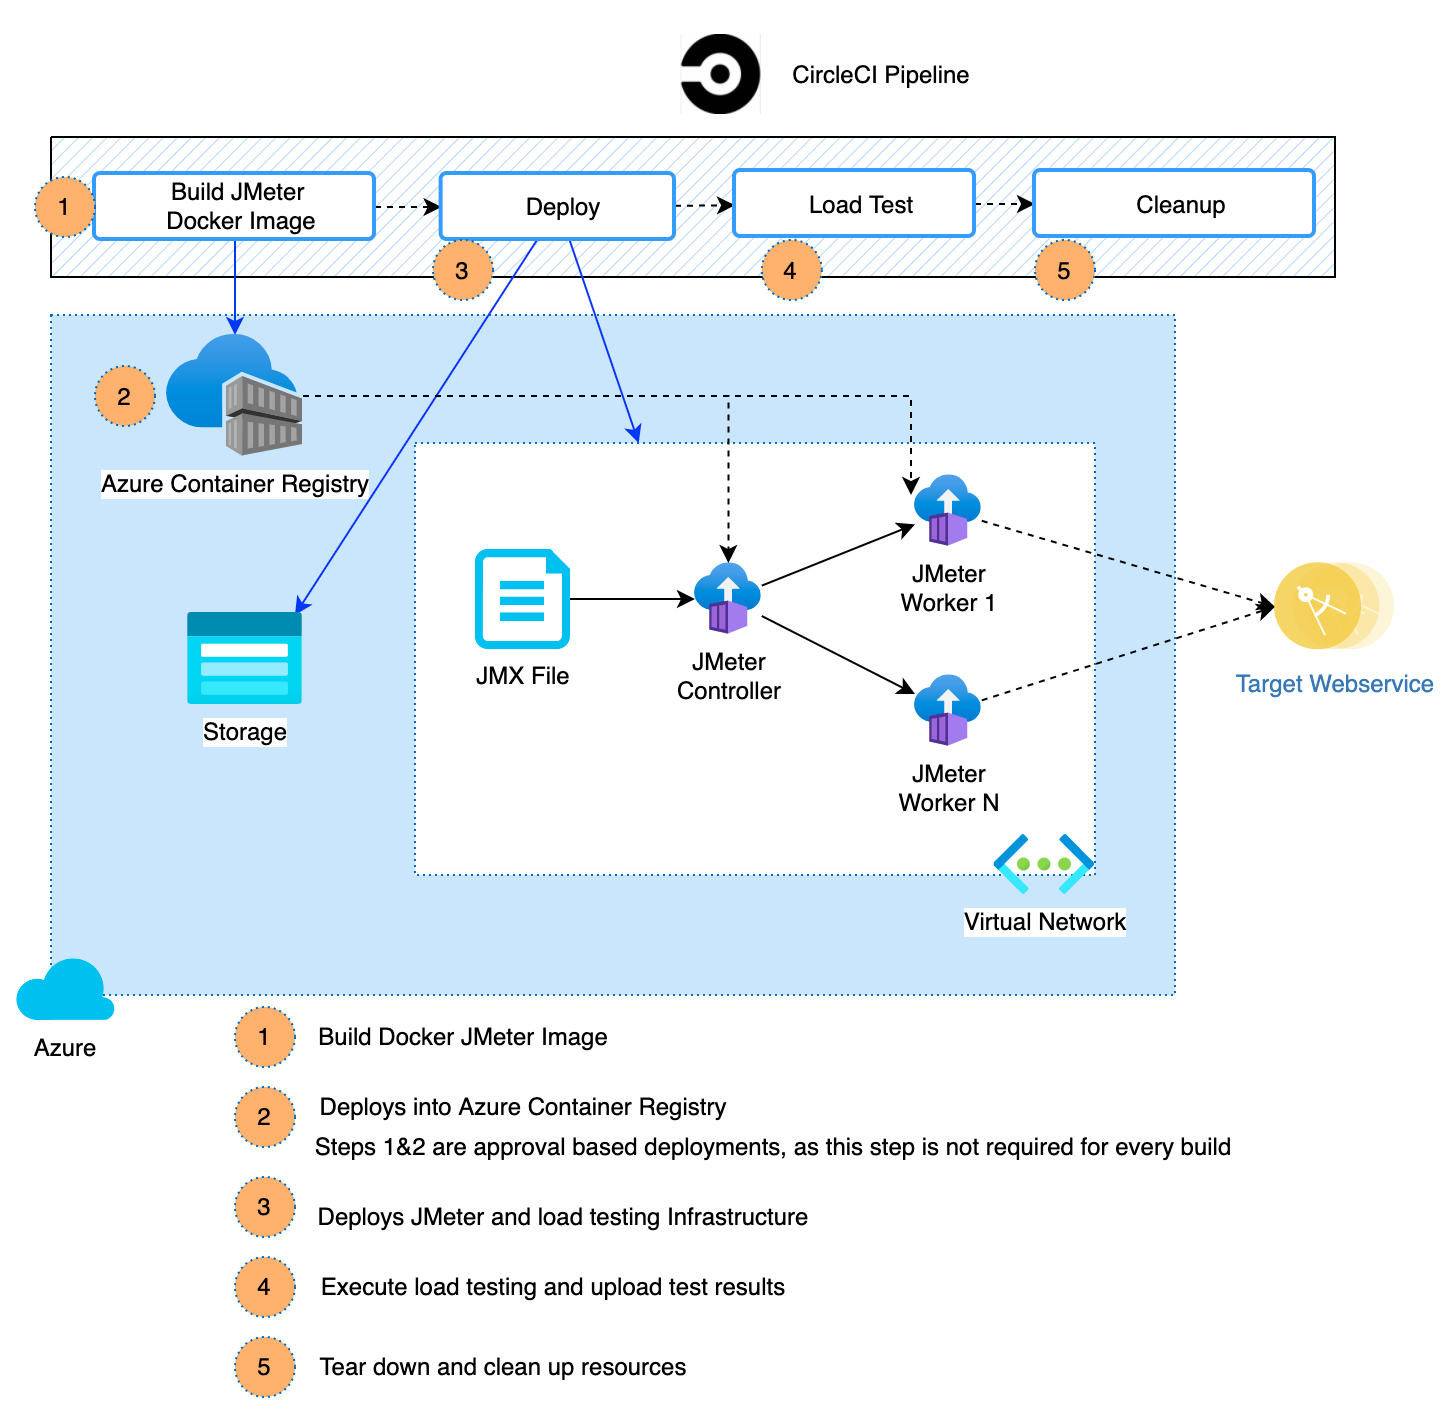 CircleCI Pipeline
1
Build JMeter
Docker Image
Deploy
Load Test
Cleanup
3
4
5
2
Azure Container Registry
JMeter
Worker 1
JMX File
JMeter
Controller
Target Webservice
Storage
JMeter
Worker N
Virtual Network
Azure
1
Build Docker JMeter Image
2
Deploys into Azure Container Registry
Steps 1&2 are approval based deployments, as this step is not required for every build
3
Deploys JMeter and load testing Infrastructure
4
Execute load testing and upload test results
5
Tear down and clean up resources